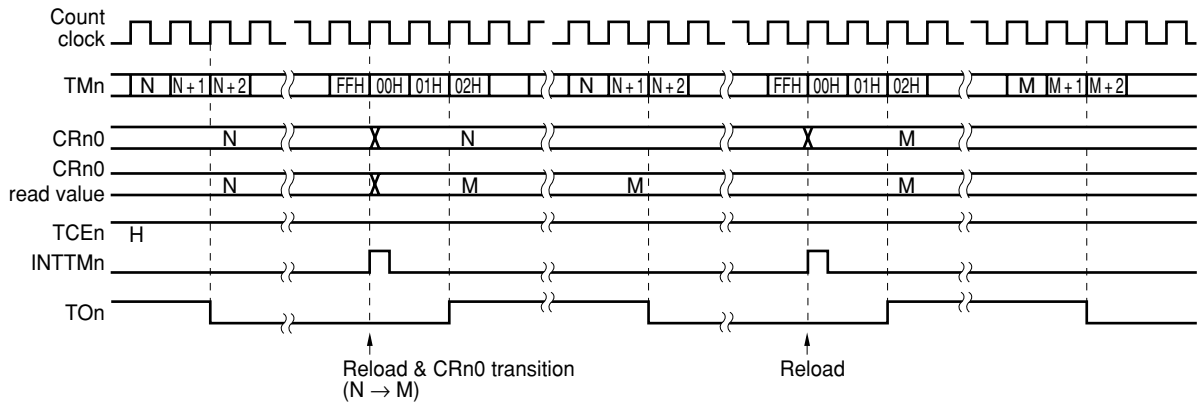 Count
clock
TMn N N + 1 N + 2 FFH 00H 01H 02H N N + 1 N + 2 FFH 00H 01H 02H M M + 1 M + 2
CRn0 N N M
CRn0
read value N M M M
TCEn
H
INTTMn
TOn
Reload & CRn0 transition
(N → M)
Reload